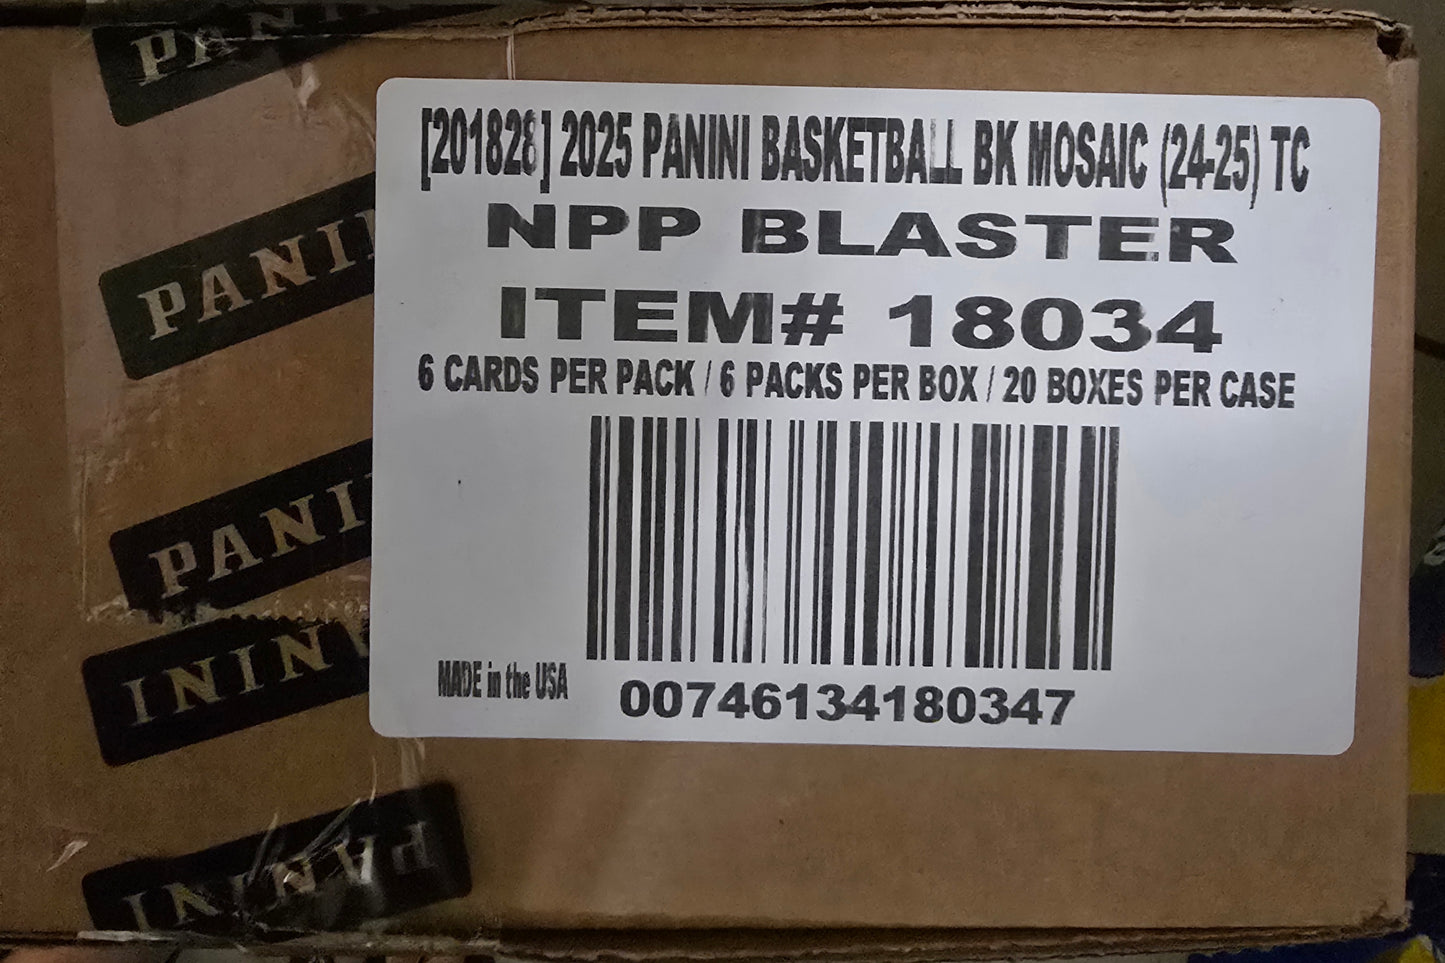 PANINI
[201828] 2025 PANINI BASKETBALL BK MOSAIC (24-25) TC
NPP BLASTER
PANINI
ITEM# 18034
6 CARDS PER PACK / 6 PACKS PER BOX / 20 BOXES PER CASE
PANINI
PANINI
MADE in the USA
00746134180347
PANINI